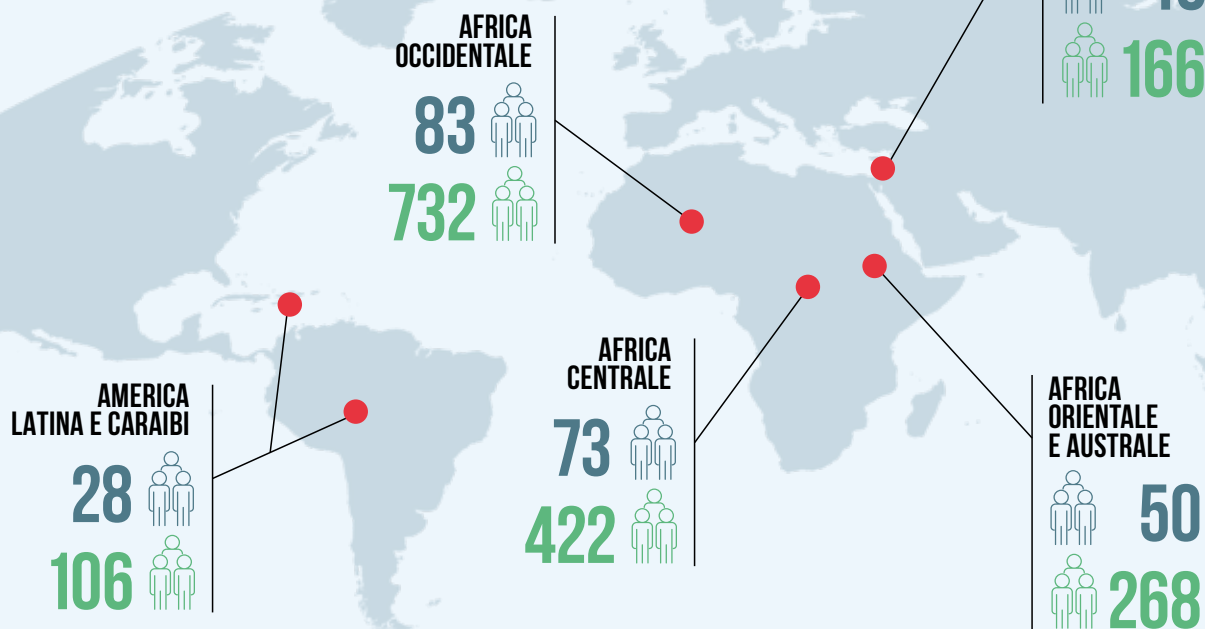 AFRICA
OCCIDENTALE
83
732
166
AMERICA
LATINA E CARAIBI
28
106
AFRICA
CENTRALE
73
422
AFRICA
ORIENTALE
E AUSTRALE
50
268